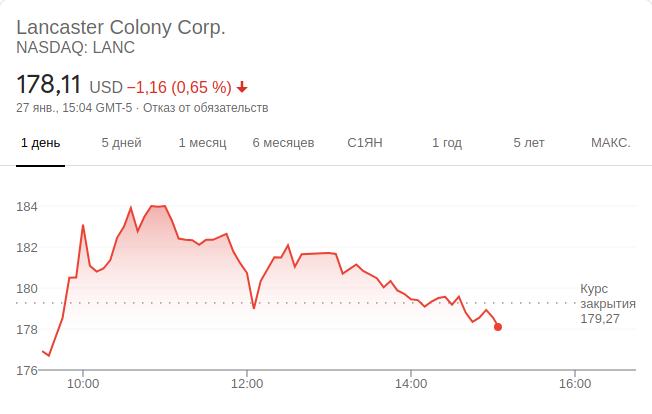 Lancaster Colony Corp.
NASDAQ: LANC
178,11 USD −1,16 (0,65 %)
27 янв., 15:04 GMT-5 · Отказ от обязательств
1 день 5 дней 1 месяц 6 месяцев С1ЯН 1 год 5 лет МАКС.
184
182
180
Курс
закрытия
179,27
178
176
10:00 12:00 14:00 16:00